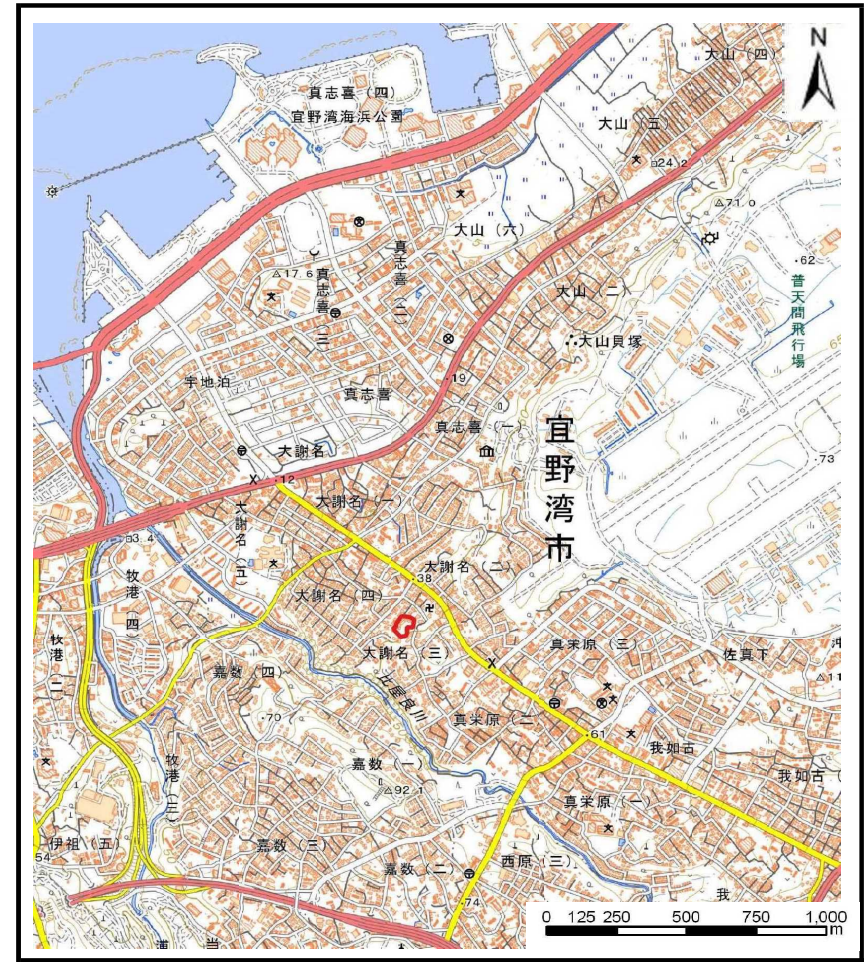 N
大山（四）
真志喜（四）
宜野湾海浜公園
大山（五）
24.2
71.0
大山（六）
真志喜（二）
62
17.6
真志喜（三）
大山（二）
普天間飛行場
大山貝塚
19
宇地泊
真志喜
真志喜（一）
宜野湾市
73
大謝名
12
大謝名（一）
3.4
大謝名（五）
牧港（四）
大謝名（二）
38
大謝名（四）
牧港（二）
大謝名（三）
真栄原（三）
佐真下
嘉数（四）
比屋良川
70
真栄原（二）
61
我如古
牧港（三）
嘉数（一）
92.1
我如古（
真栄原（一）
伊祖（五）
54
嘉数（三）
西原（三）
嘉数（二）
74
我
0 125 250 500 750 1,000
m